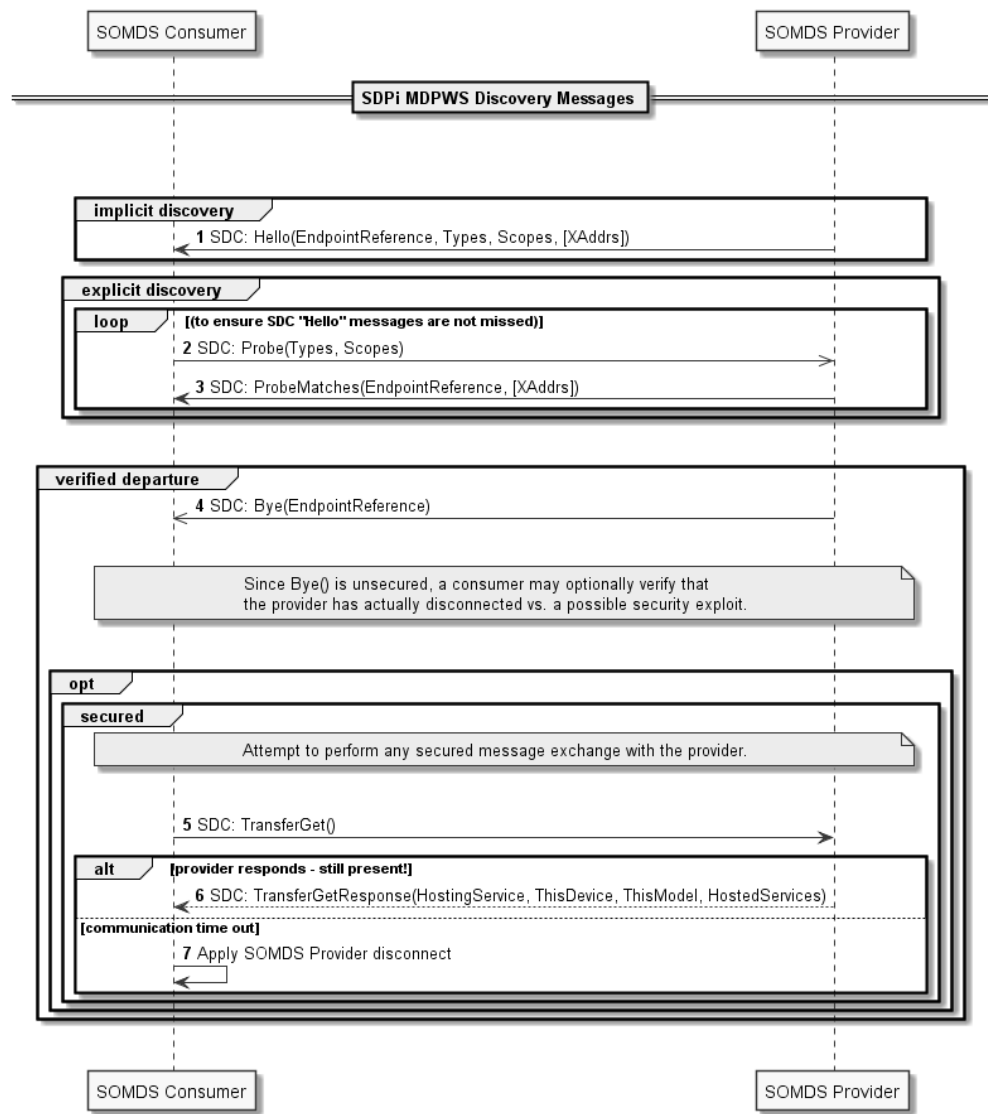 SOMDS Consumer
SOMDS Provider
SDPi MDPWS Discovery Messages
implicit discovery
1 SDC: Hello(EndpointReference, Types, Scopes, [XAddrs])
explicit discovery
loop
[(to ensure SDC "Hello" messages are not missed)]
2 SDC: Probe(Types, Scopes)
3 SDC: ProbeMatches(EndpointReference, [XAddrs])
verified departure
4 SDC: Bye(EndpointReference)
Since Bye() is unsecured, a consumer may optionally verify that
the provider has actually disconnected vs. a possible security exploit.
opt
secured
Attempt to perform any secured message exchange with the provider.
5 SDC: TransferGet()
alt
[provider responds - still present!]
6 SDC: TransferGetResponse(HostingService, ThisDevice, ThisModel, HostedServices)
[communication time out]
7 Apply SOMDS Provider disconnect
SOMDS Consumer
SOMDS Provider